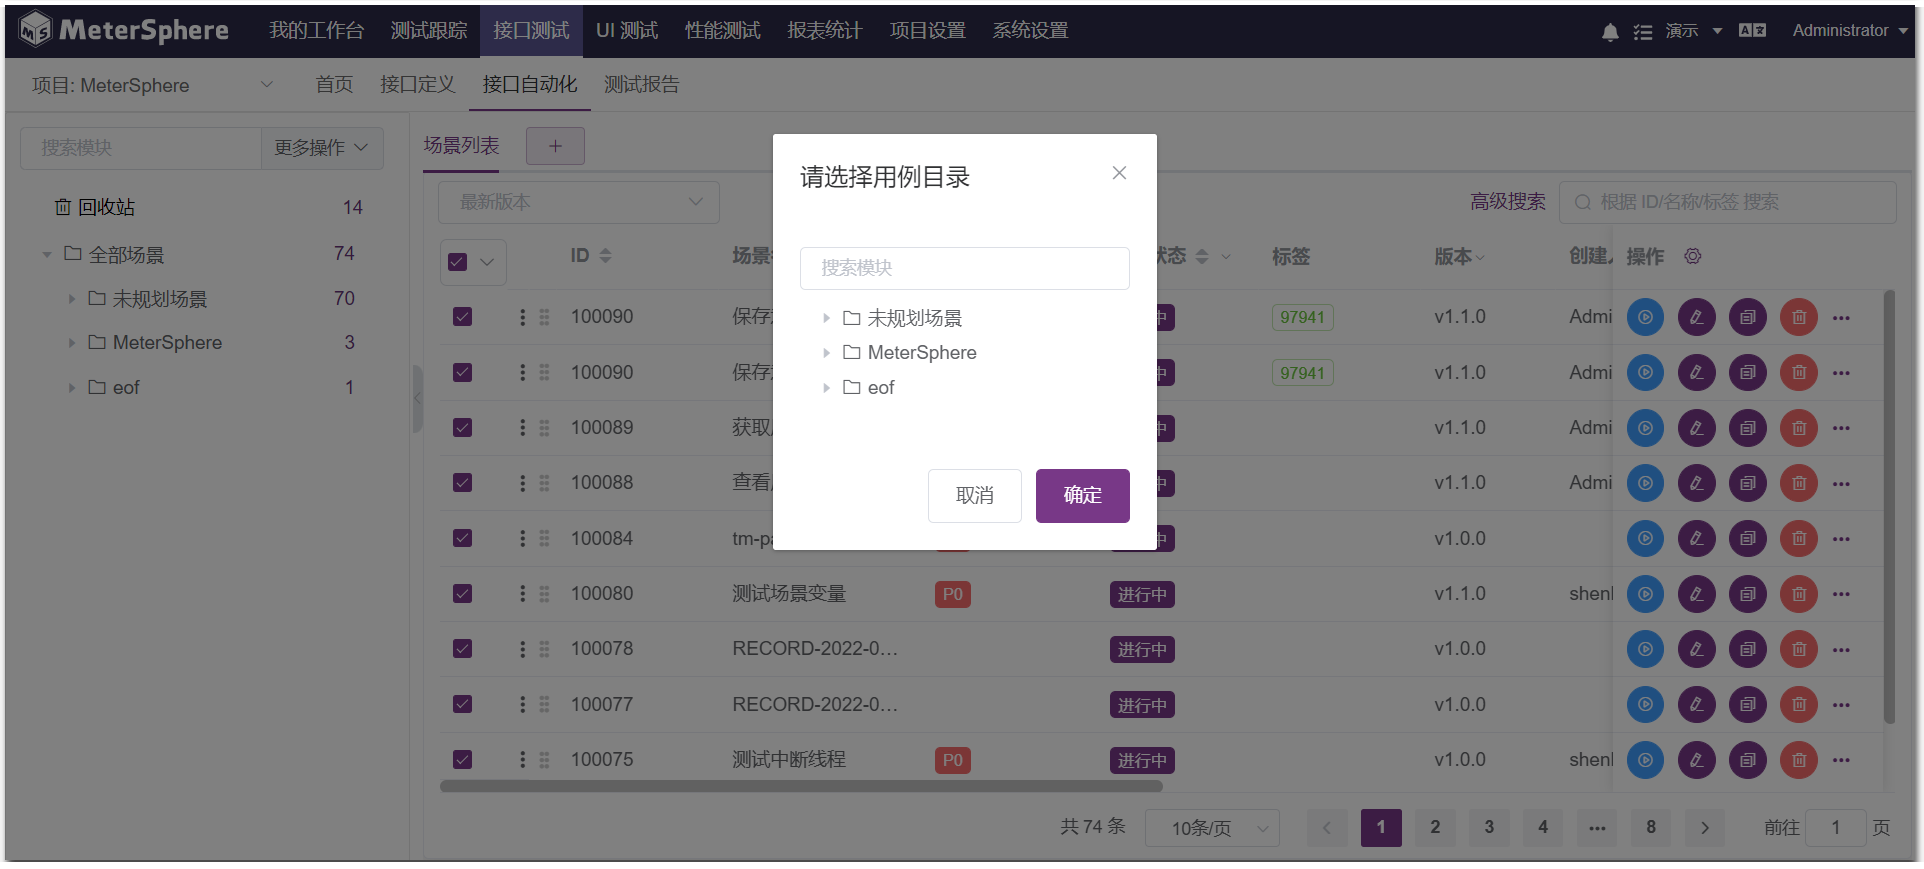 MeterSphere 我的工作台 测试跟踪 接口测试 UI 测试 性能测试 报表统计 项目设置 系统设置 演示 Administrator
项目: MeterSphere 首页 接口定义 接口自动化 测试报告
搜索模块 更多操作
回收站 14
全部场景 74
未规划场景 70
MeterSphere 3
eof 1
场景列表 +
最新版本 高级搜索 根据 ID/名称/标签 搜索
ID 场景 状态 标签 版本 创建人 操作
100090 保存 中 97941 v1.1.0 Admi
100090 保存 中 97941 v1.1.0 Admi
100089 获取 中 v1.1.0 Admi
100088 查看 中 v1.1.0 Admi
100084 tm-pa 中 v1.0.0
100080 测试场景变量 P0 进行中 v1.1.0 shenl
100078 RECORD-2022-0... 进行中 v1.0.0
100077 RECORD-2022-0... 进行中 v1.0.0
100075 测试中断线程 P0 进行中 v1.0.0 shenl
共 74 条 10条/页 1 2 3 4 ... 8 前往 1 页
请选择用例目录
搜索模块
未规划场景
MeterSphere
eof
取消 确定